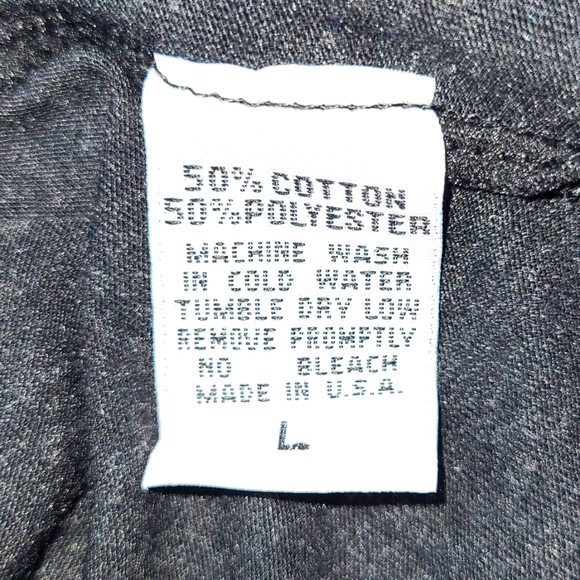 50% COTTON
50% POLYESTER
MACHINE WASH
IN COLD WATER
TUMBLE DRY LOW
REMOVE PROMPTLY
NO BLEACH
MADE IN U.S.A.
L